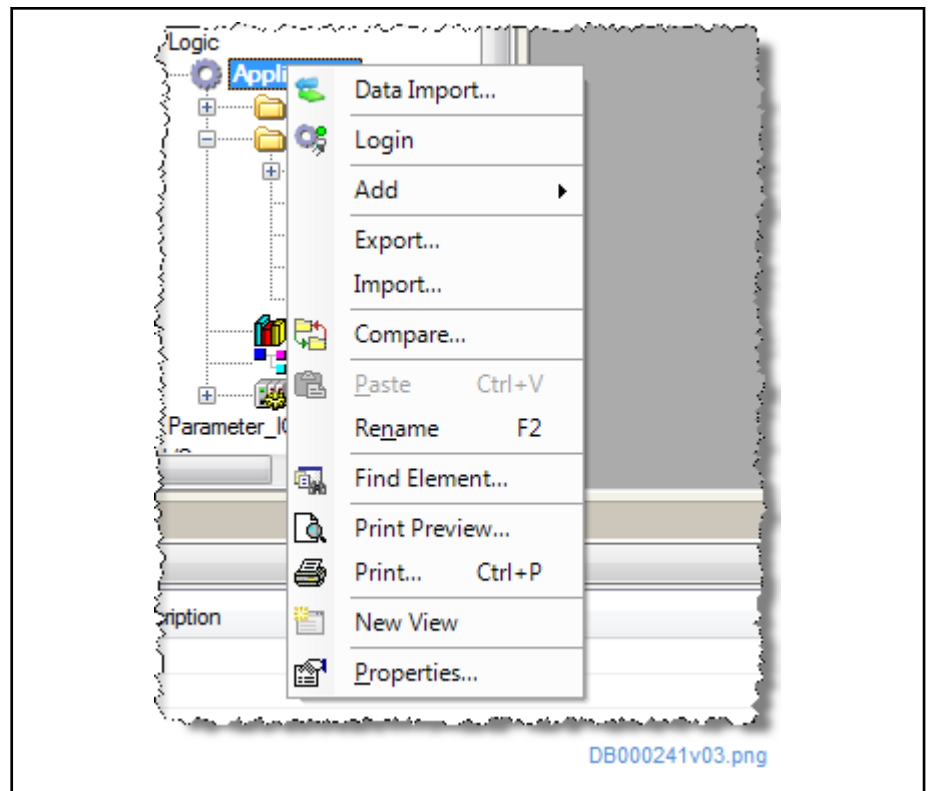 Logic
Appli
Data Import...
Login
Add
Export...
Import...
Compare...
Paste Ctrl+V
Rename F2
Find Element...
Parameter_I
Print Preview...
Print... Ctrl+P
ription
New View
Properties...
DB000241v03.png